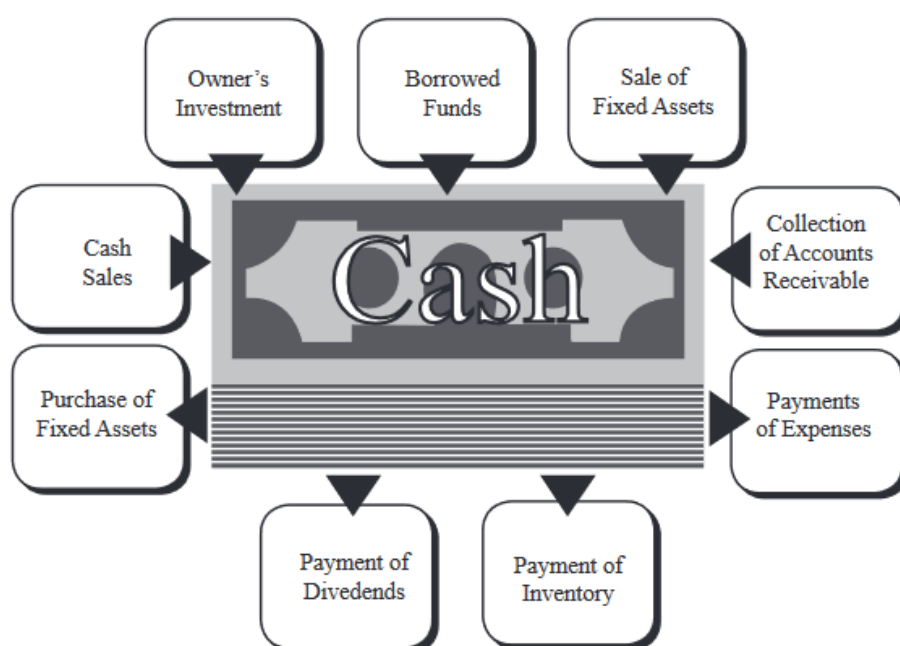 Owner’s
Investment
Borrowed
Funds
Sale of
Fixed Assets
Cash
Sales
Cash
Collection
of Accounts
Receivable
Purchase of
Fixed Assets
Payments
of Expenses
Payment of
Divedends
Payment of
Inventory